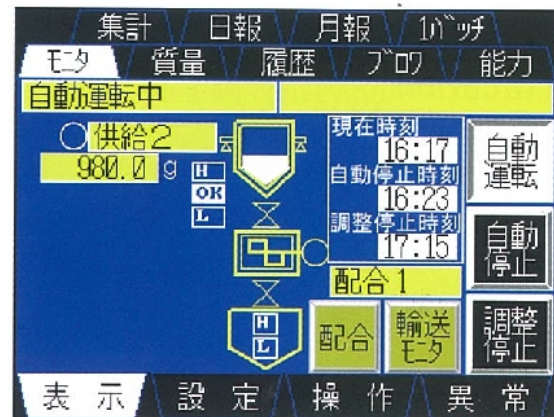 集計 日報 月報 1バッチ
モニタ 質量 履歴 ブロワ 能力
自動運転中
供給2
980.0 g
H
OK
L
現在時刻
16:17
自動停止時刻
16:23
調整停止時刻
17:15
配合1
自動
運転
自動
停止
H
L
配合
輸送
モニタ
調整
停止
表示 設定 操作 異常